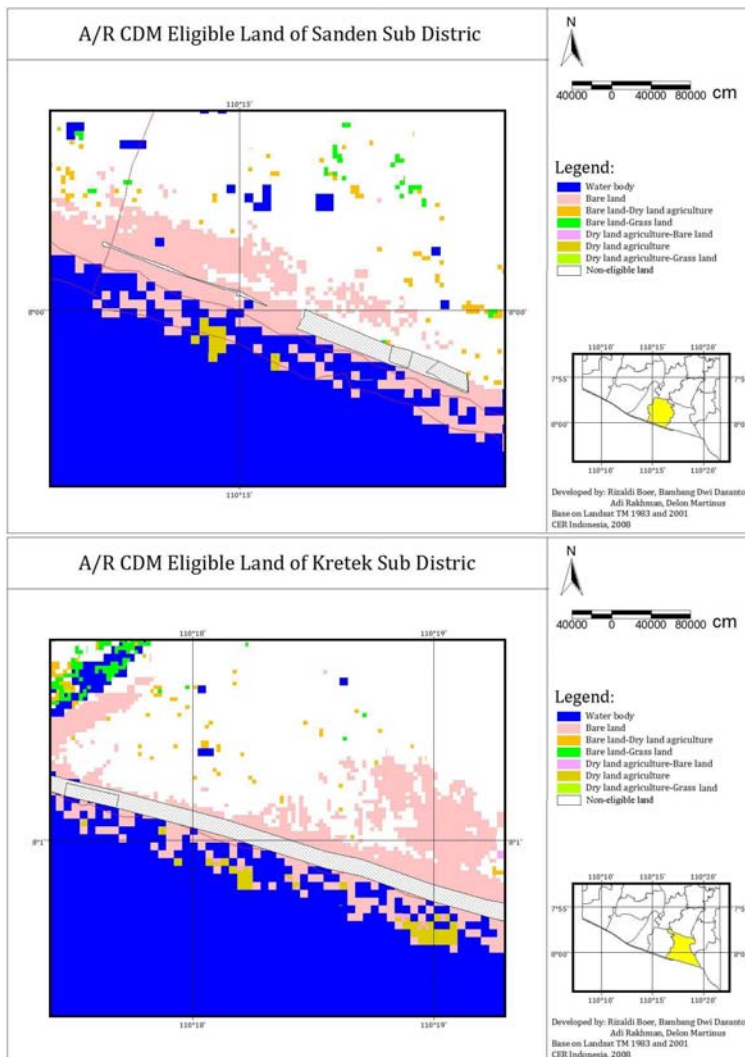 A/R CDM Eligible Land of Sanden Sub Distric
N
40000 0 40000 80000 cm
110°15'
8°00'
8°00'
110°15'
Legend:
Water body
Bare land
Bare land-Dry land agriculture
Bare land-Grass land
Dry land agriculture-Bare land
Dry land agriculture
Dry land agriculture-Grass land
Non-eligible land
110°10' 110°15' 110°20'
7°55' 7°5
8°00' 8°0
110°10' 110°15' 110°20'
Developed by: Rizaldi Boer, Bambang Dwi Dasanto
Adi Rakhman, Delon Martinus
Base on Landsat TM 1983 and 2001
CER Indonesia, 2008
A/R CDM Eligible Land of Kretek Sub Distric
N
40000 0 40000 80000 cm
110°18' 110°19'
8°1' 8°1'
110°18' 110°19'
Legend:
Water body
Bare land
Bare land-Dry land agriculture
Bare land-Grass land
Dry land agriculture-Bare land
Dry land agriculture
Dry land agriculture-Grass land
Non-eligible land
110°10' 110°15' 110°20'
7°55' 7°5
8°00' 8°0
110°10' 110°15' 110°20'
Developed by: Rizaldi Boer, Bambang Dwi Dasanto
Adi Rakhman, Delon Martinus
Base on Landsat TM 1983 and 2001
CER Indonesia, 2008